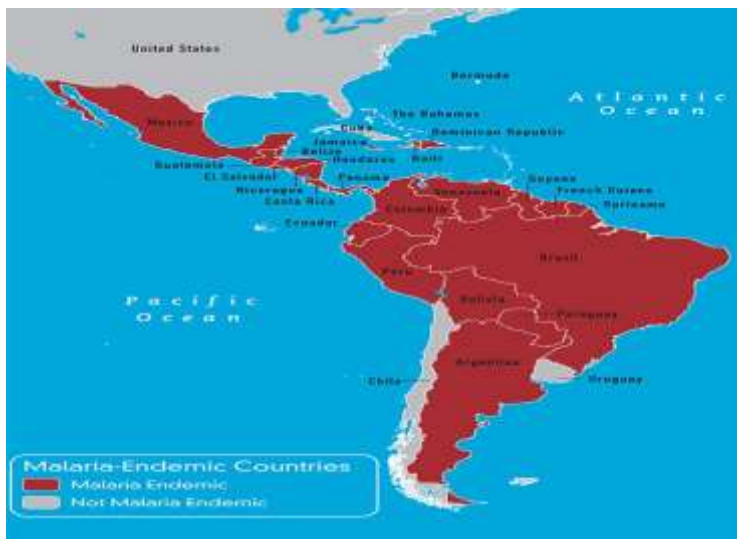 United States
Bermuda
Atlantic
Ocean
The Bahamas
Mexico
Cuba
Dominican Republic
Jamaica
Belize
Haiti
Honduras
Guatemala
El Salvador
Panama
Nicaragua
Costa Rica
Guyana
Venezuela
French Guiana
Suriname
Colombia
Ecuador
Brazil
Peru
Pacific
Ocean
Bolivia
Paraguay
Argentina
Chile
Uruguay
Malaria-Endemic Countries
Malaria Endemic
Not Malaria Endemic